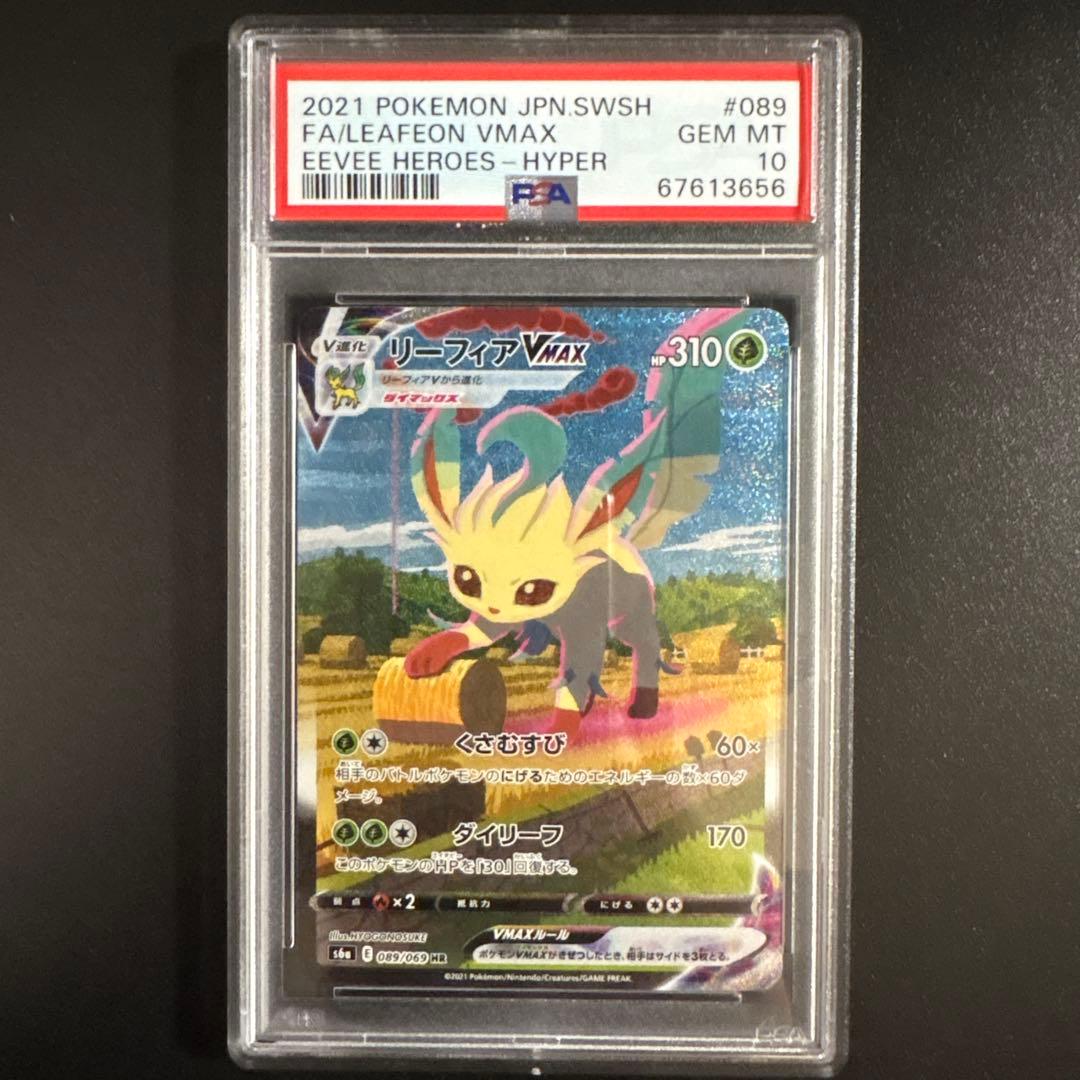 2021 POKEMON JPN.SWSH #089
FA/LEAFEON VMAX GEM MT
EEVEE HEROES-HYPER 10
PSA 67613656
V進化 リーフィアVMAX HP310
リーフィアVから進化
ダイマックス
くさむすび 60×
相手のバトルポケモンのにげるためのエネルギーの数×60ダ
メージ。
ダイリーフ 170
このポケモンのHPを「30」回復する。
弱点 ×2 抵抗力 にげる
Illus.HYOGONOSUKE
VMAXルール
ポケモンVMAXがきぜつしたとき、相手はサイドを3枚とる。
s6a E 089/069 HR
©2021 Pokémon/Nintendo/Creatures/GAME FREAK.